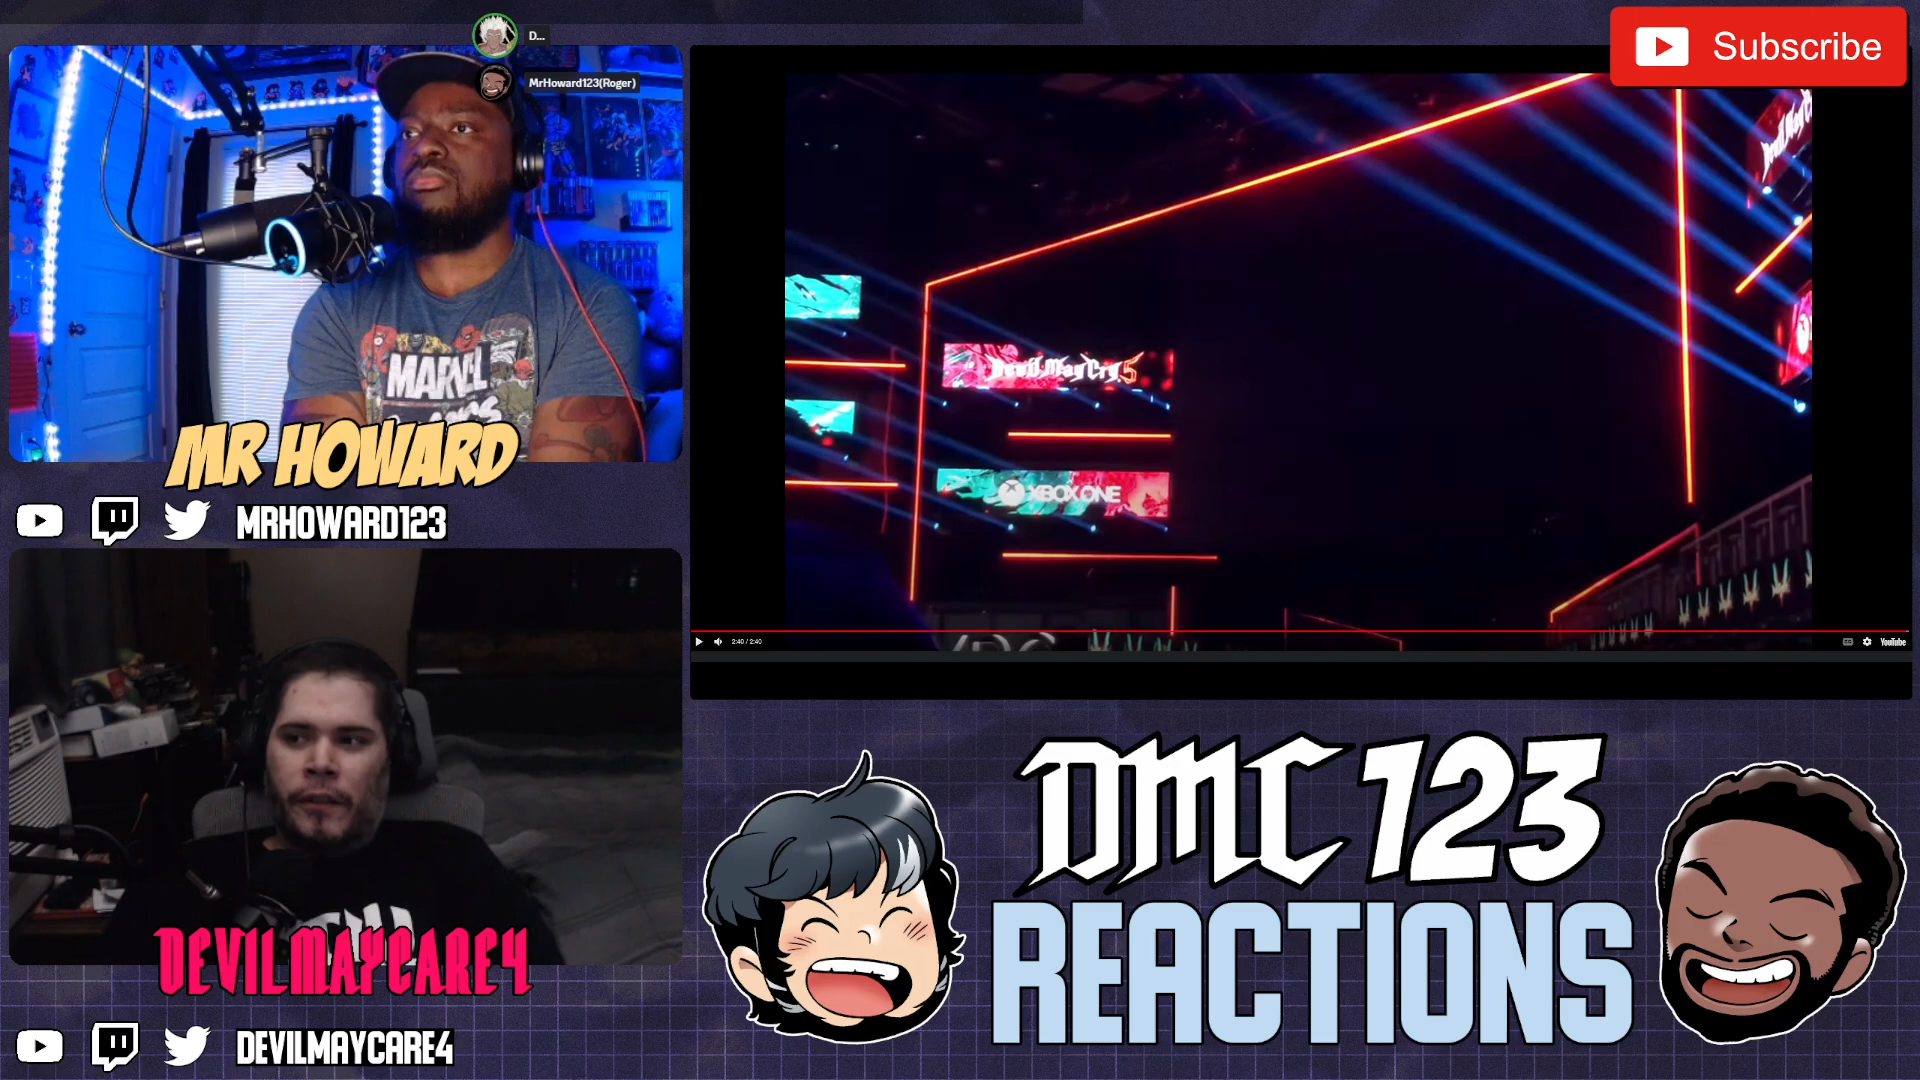 D...
MrHoward123(Roger)
MARVEL
MR HOWARD
MRHOWARD123
DEVILMAYCARE4
DEVILMAYCARE4
Subscribe
Devil May Cry 5
XBOX ONE
2:40 / 2:40
YouTube
DMC 123
REACTIONS